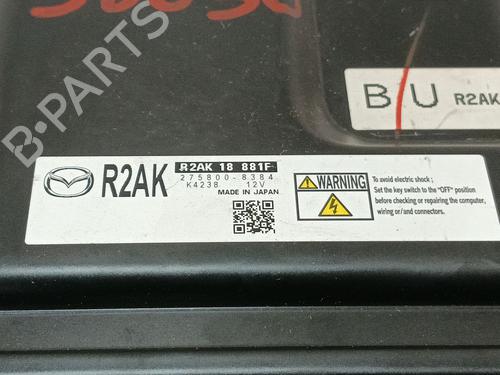 B U R2AK
R2AK
R2AK 18 881F
275800-8384
K4238 12V
MADE IN JAPAN
WARNING
To avoid electric shock ;
Set the key switch to the "OFF" position
before checking or repairing the computer,
wiring or/and connectors.
B-PARTS